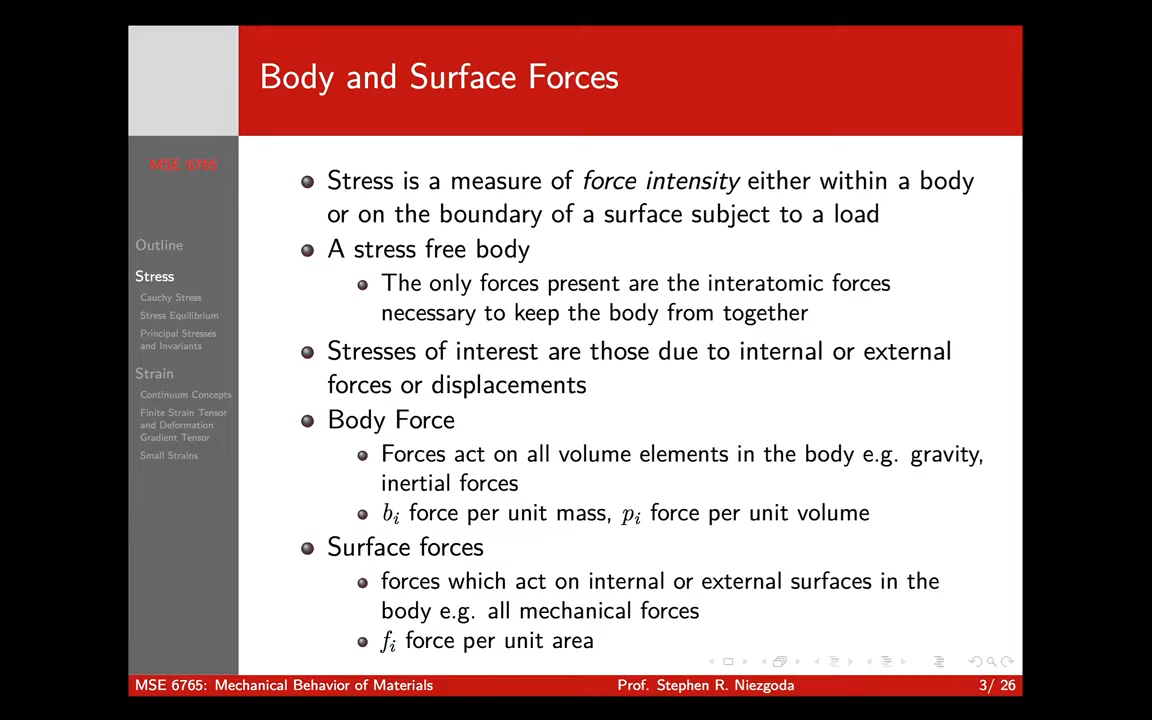 Body and Surface Forces
MSE 6765
Outline
Stress
Cauchy Stress
Stress Equilibrium
Principal Stresses
and Invariants
Strain
Continuum Concepts
Finite Strain Tensor
and Deformation
Gradient Tensor
Small Strains
Stress is a measure of force intensity either within a body
or on the boundary of a surface subject to a load
A stress free body
The only forces present are the interatomic forces
necessary to keep the body from together
Stresses of interest are those due to internal or external
forces or displacements
Body Force
Forces act on all volume elements in the body e.g. gravity,
inertial forces
bᵢ force per unit mass, pᵢ force per unit volume
Surface forces
forces which act on internal or external surfaces in the
body e.g. all mechanical forces
fᵢ force per unit area
MSE 6765: Mechanical Behavior of Materials
Prof. Stephen R. Niezgoda
3/ 26